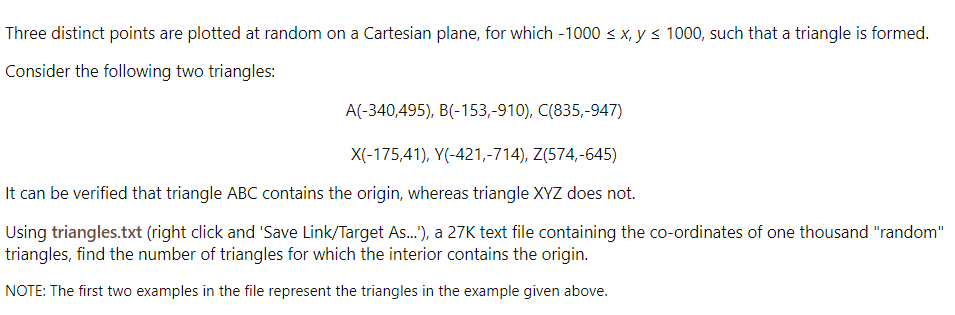 Three distinct points are plotted at random on a Cartesian plane, for which -1000 ≤ x, y ≤ 1000, such that a triangle is formed.
Consider the following two triangles:
A(-340,495), B(-153,-910), C(835,-947)
X(-175,41), Y(-421,-714), Z(574,-645)
It can be verified that triangle ABC contains the origin, whereas triangle XYZ does not.
Using triangles.txt (right click and 'Save Link/Target As...'), a 27K text file containing the co-ordinates of one thousand "random"
triangles, find the number of triangles for which the interior contains the origin.
NOTE: The first two examples in the file represent the triangles in the example given above.